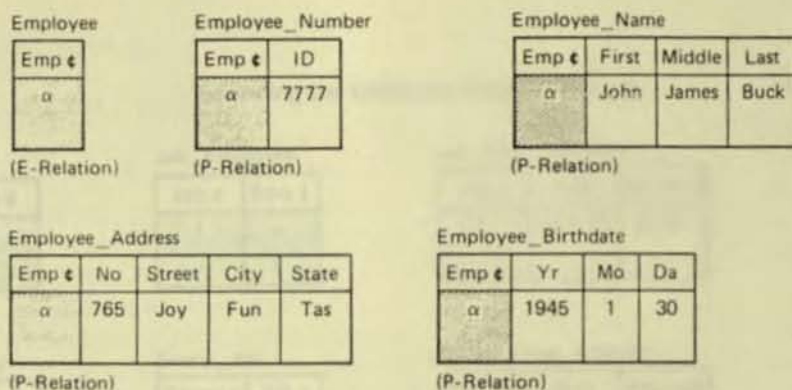 Employee
Emp ¢
α
(E-Relation)
Employee_Number
Emp ¢ ID
α 7777
(P-Relation)
Employee_Name
Emp ¢ First Middle Last
α John James Buck
(P-Relation)
Employee_Address
Emp ¢ No Street City State
α 765 Joy Fun Tas
(P-Relation)
Employee_Birthdate
Emp ¢ Yr Mo Da
α 1945 1 30
(P-Relation)